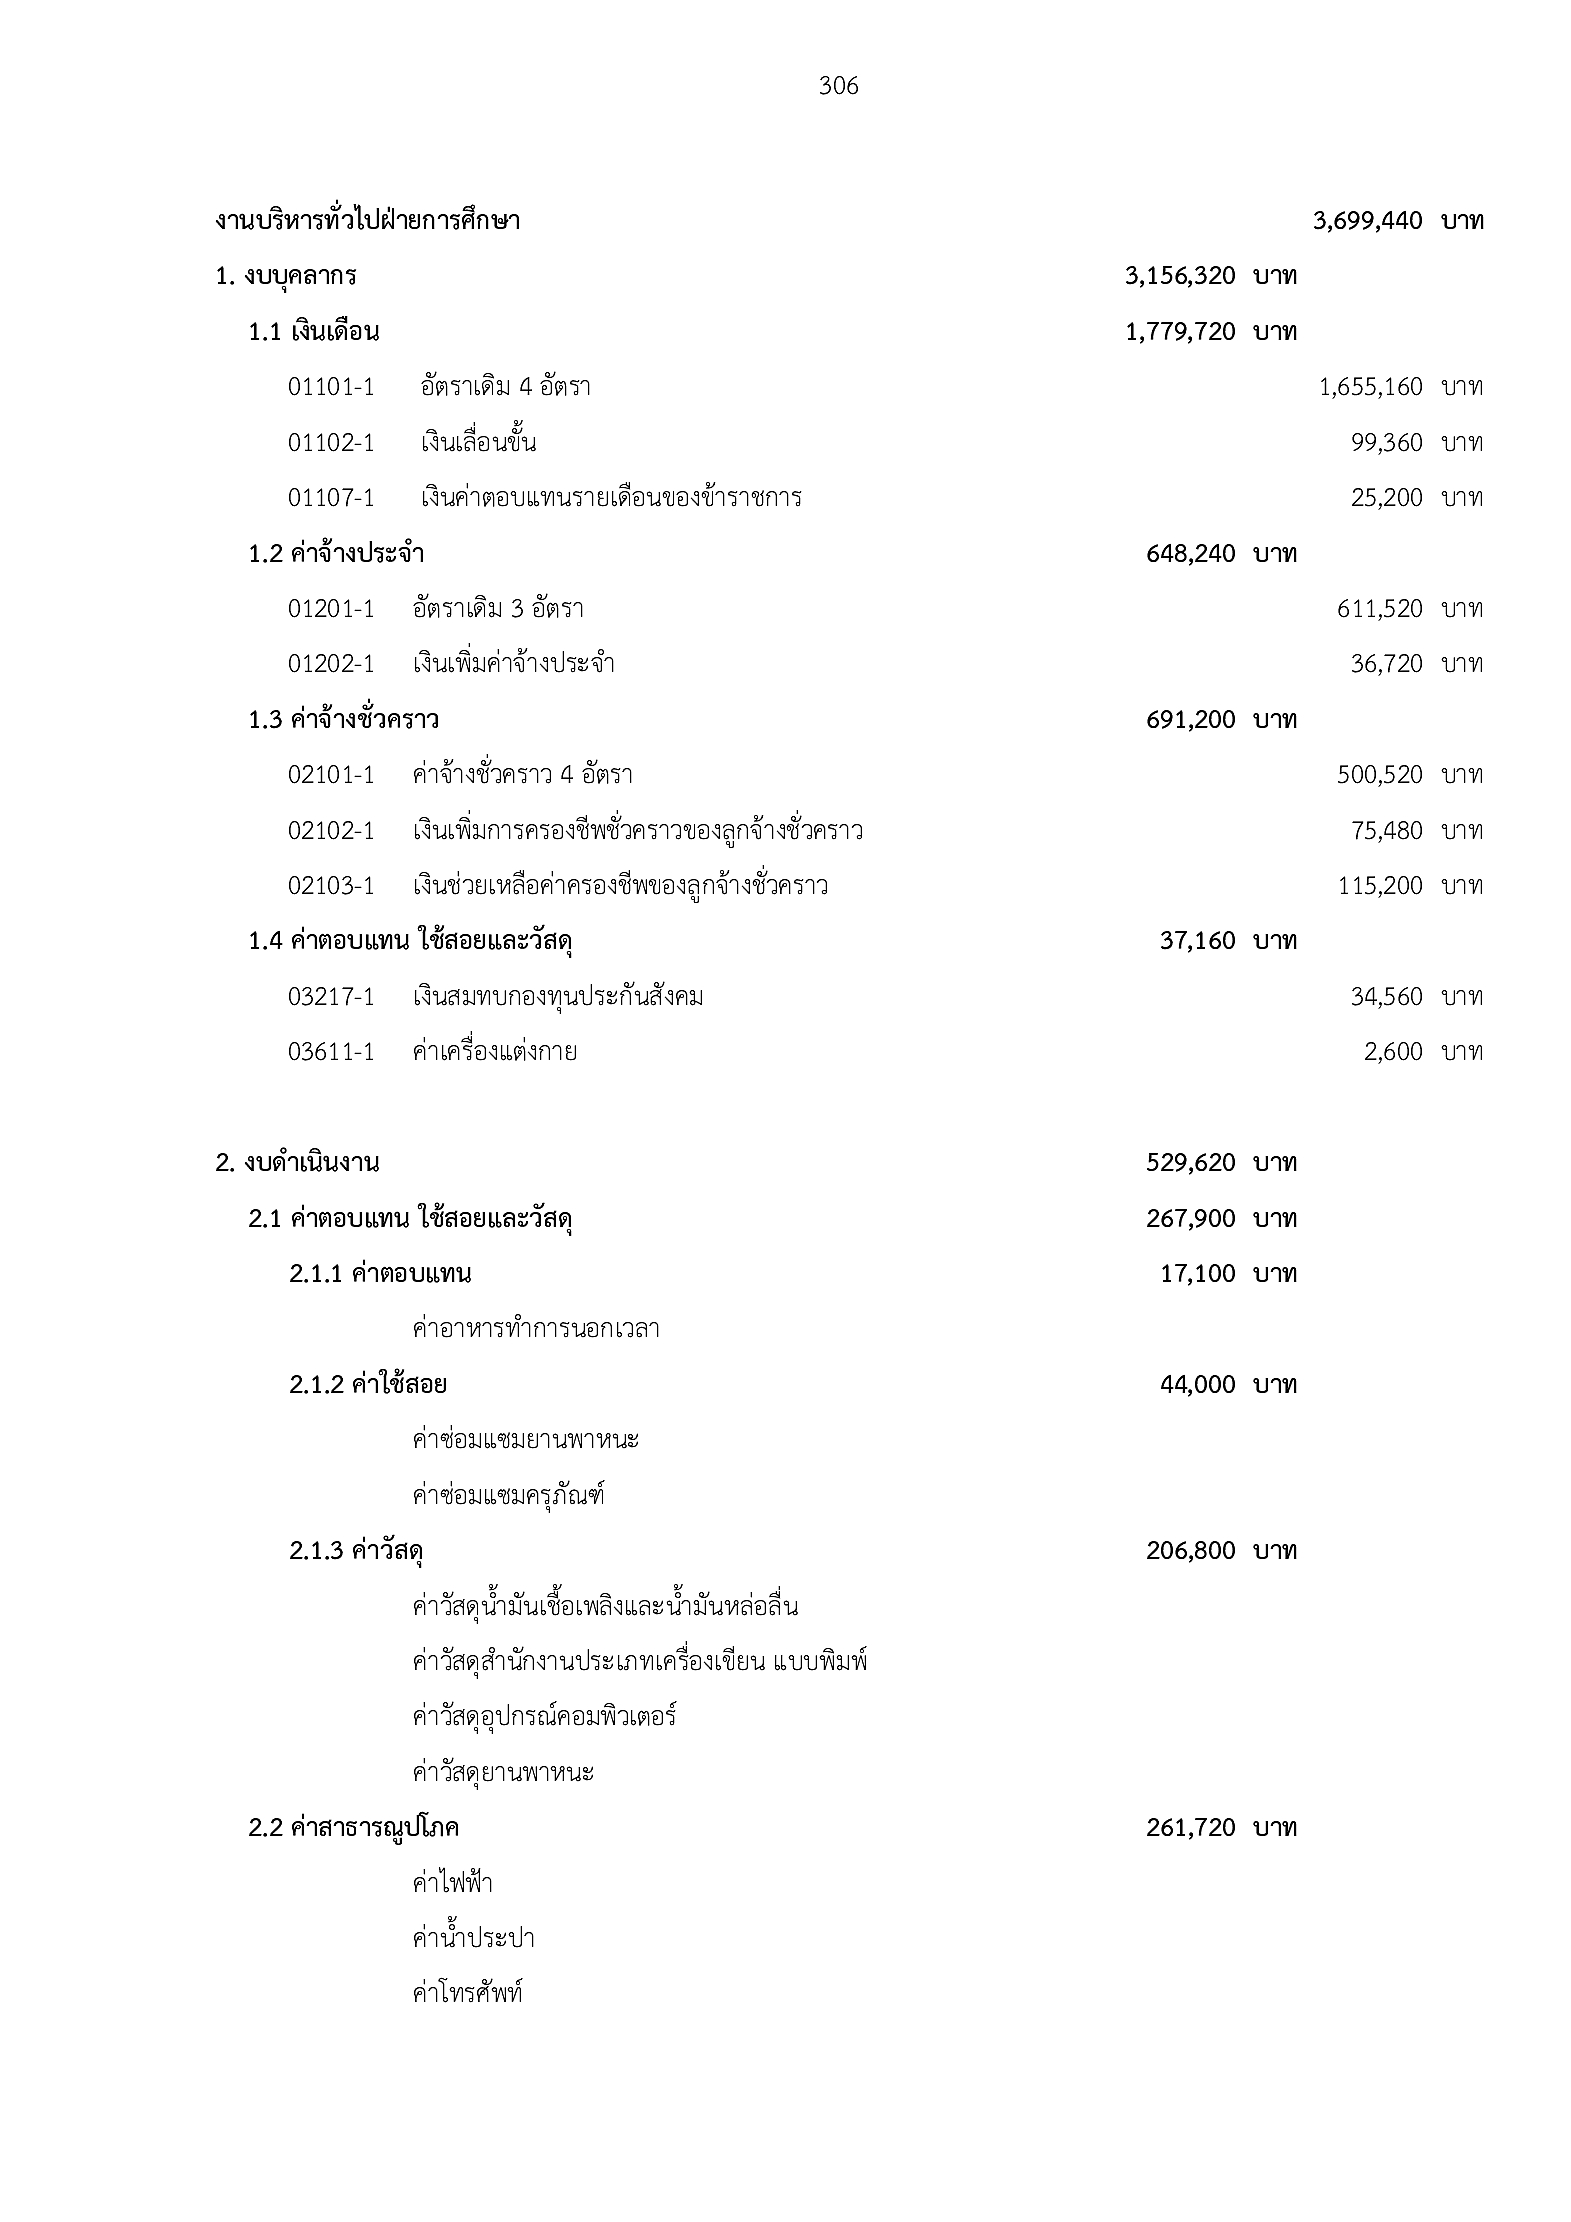 306
งานบริหารทั่วไปฝ่ายการศึกษา 3,699,440 บาท
1. งบบุคลากร 3,156,320 บาท
1.1 เงินเดือน 1,779,720 บาท
01101-1 อัตราเดิม 4 อัตรา 1,655,160 บาท
01102-1 เงินเลื่อนขั้น 99,360 บาท
01107-1 เงินค่าตอบแทนรายเดือนของข้าราชการ 25,200 บาท
1.2 ค่าจ้างประจำ 648,240 บาท
01201-1 อัตราเดิม 3 อัตรา 611,520 บาท
01202-1 เงินเพิ่มค่าจ้างประจำ 36,720 บาท
1.3 ค่าจ้างชั่วคราว 691,200 บาท
02101-1 ค่าจ้างชั่วคราว 4 อัตรา 500,520 บาท
02102-1 เงินเพิ่มการครองชีพชั่วคราวของลูกจ้างชั่วคราว 75,480 บาท
02103-1 เงินช่วยเหลือค่าครองชีพของลูกจ้างชั่วคราว 115,200 บาท
1.4 ค่าตอบแทน ใช้สอยและวัสดุ 37,160 บาท
03217-1 เงินสมทบกองทุนประกันสังคม 34,560 บาท
03611-1 ค่าเครื่องแต่งกาย 2,600 บาท
2. งบดำเนินงาน 529,620 บาท
2.1 ค่าตอบแทน ใช้สอยและวัสดุ 267,900 บาท
2.1.1 ค่าตอบแทน 17,100 บาท
ค่าอาหารทำการนอกเวลา
2.1.2 ค่าใช้สอย 44,000 บาท
ค่าซ่อมแซมยานพาหนะ
ค่าซ่อมแซมครุภัณฑ์
2.1.3 ค่าวัสดุ 206,800 บาท
ค่าวัสดุน้ำมันเชื้อเพลิงและน้ำมันหล่อลื่น
ค่าวัสดุสำนักงานประเภทเครื่องเขียน แบบพิมพ์
ค่าวัสดุอุปกรณ์คอมพิวเตอร์
ค่าวัสดุยานพาหนะ
2.2 ค่าสาธารณูปโภค 261,720 บาท
ค่าไฟฟ้า
ค่าน้ำประปา
ค่าโทรศัพท์